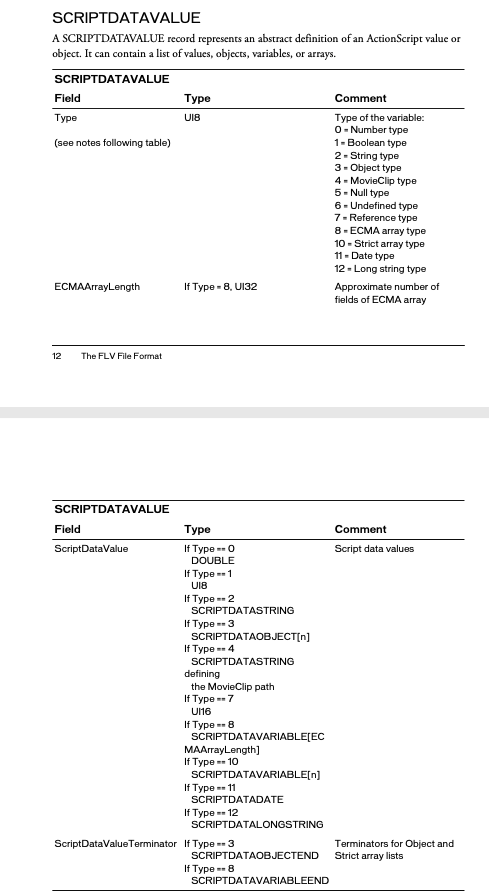 SCRIPTDATAVALUE
A SCRIPTDATAVALUE record represents an abstract definition of an ActionScript value or
object. It can contain a list of values, objects, variables, or arrays.
SCRIPTDATAVALUE
Field Type Comment
Type UI8 Type of the variable:
0 = Number type
(see notes following table) 1 = Boolean type
2 = String type
3 = Object type
4 = MovieClip type
5 = Null type
6 = Undefined type
7 = Reference type
8 = ECMA array type
10 = Strict array type
11 = Date type
12 = Long string type
ECMAArrayLength If Type = 8, UI32 Approximate number of
fields of ECMA array
12 The FLV File Format
SCRIPTDATAVALUE
Field Type Comment
ScriptDataValue If Type == 0 Script data values
DOUBLE
If Type == 1
UI8
If Type == 2
SCRIPTDATASTRING
If Type == 3
SCRIPTDATAOBJECT[n]
If Type == 4
SCRIPTDATASTRING
defining
the MovieClip path
If Type == 7
UI16
If Type == 8
SCRIPTDATAVARIABLE[EC
MAArrayLength]
If Type == 10
SCRIPTDATAVARIABLE[n]
If Type == 11
SCRIPTDATADATE
If Type == 12
SCRIPTDATALONGSTRING
ScriptDataValueTerminator If Type == 3 Terminators for Object and
SCRIPTDATAOBJECTEND Strict array lists
If Type == 8
SCRIPTDATAVARIABLEEND